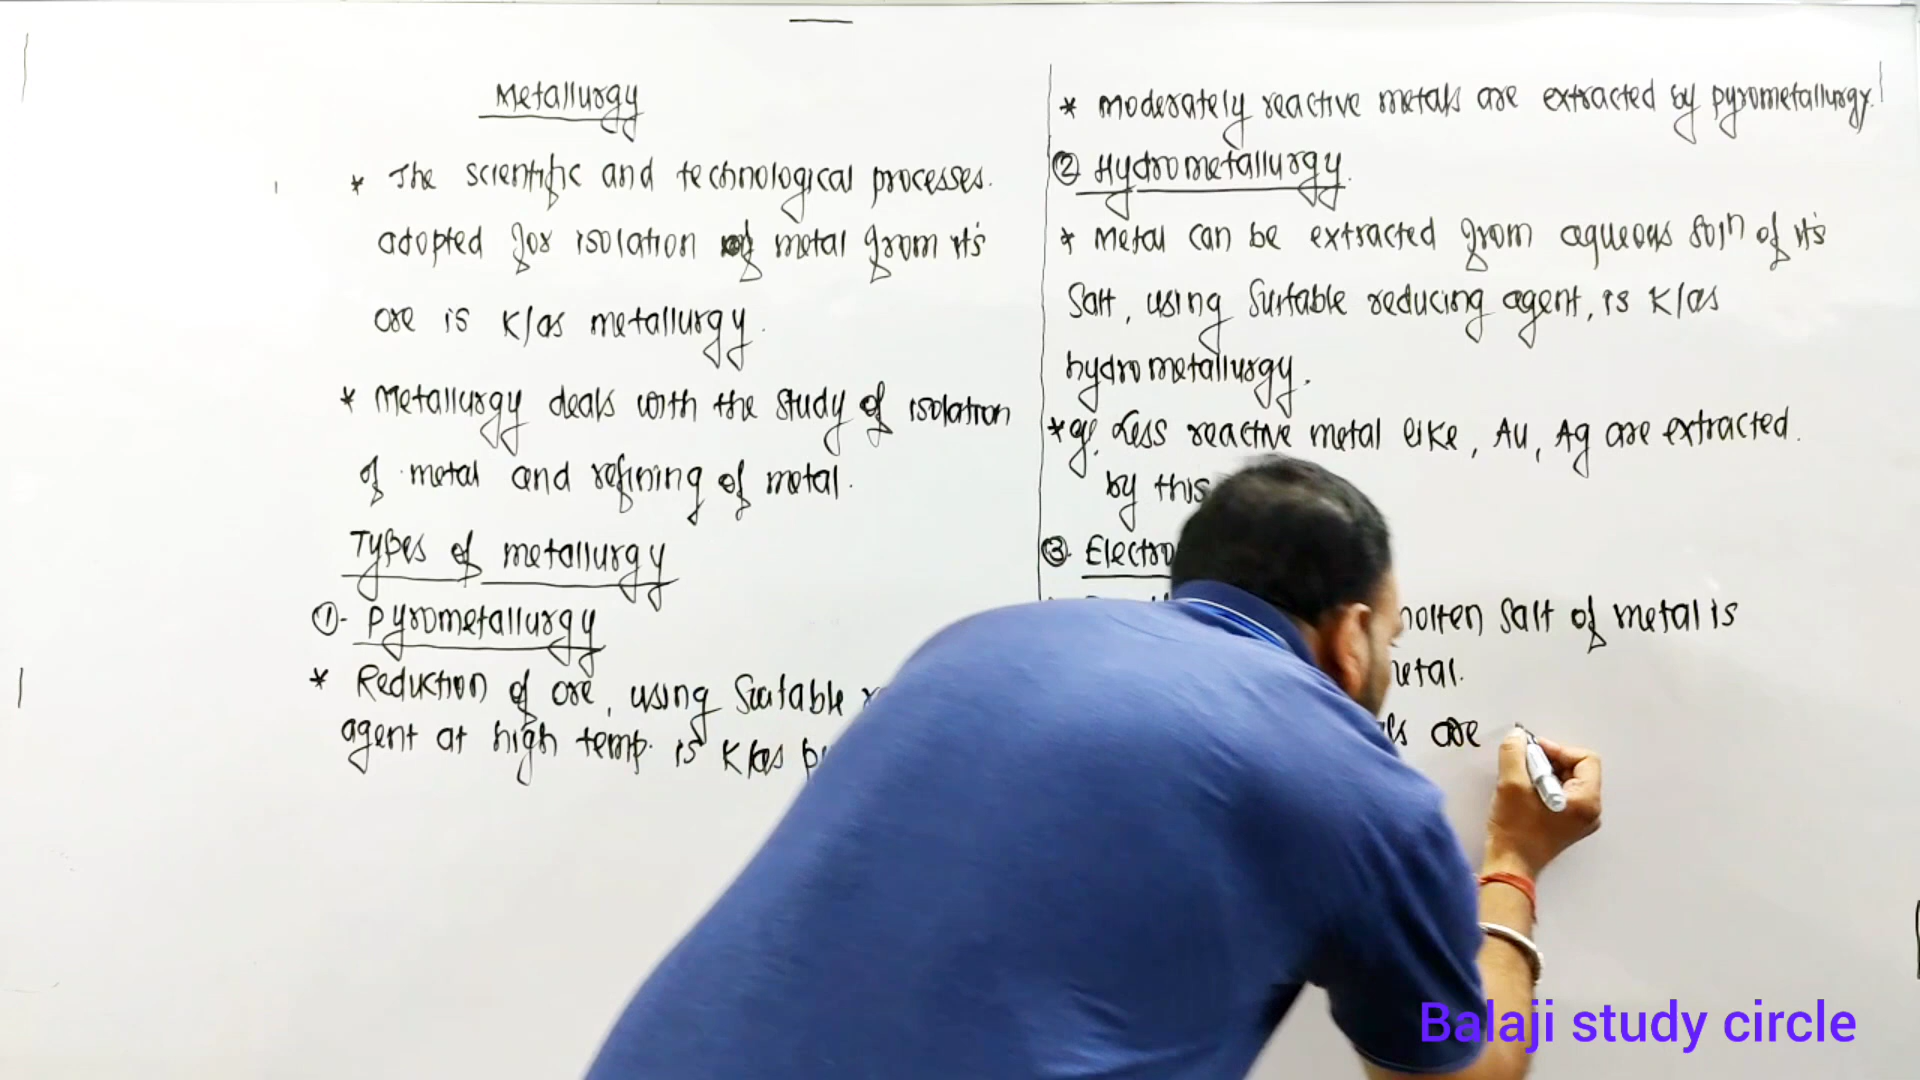 Metallurgy
* The scientific and technological processes.
adopted for isolation of metal from it's
ore is K/as metallurgy.
* Metallurgy deals with the study of isolation
of metal and refining of metal.
Types of metallurgy
①. Pyrometallurgy
* Reduction of ore, using Suitable
agent at high temp. is K/as
* Moderately reactive metals are extracted by pyrometallurgy.
② Hydrometallurgy.
* Metal can be extracted from aqueous solⁿ of it's
Salt, using Suitable reducing agent, is K/as
hydrometallurgy.
* eg. Less reactive metal like, Au, Ag are extracted.
by this
③. Electro
molten Salt of metal is
metal.
are
Balaji study circle